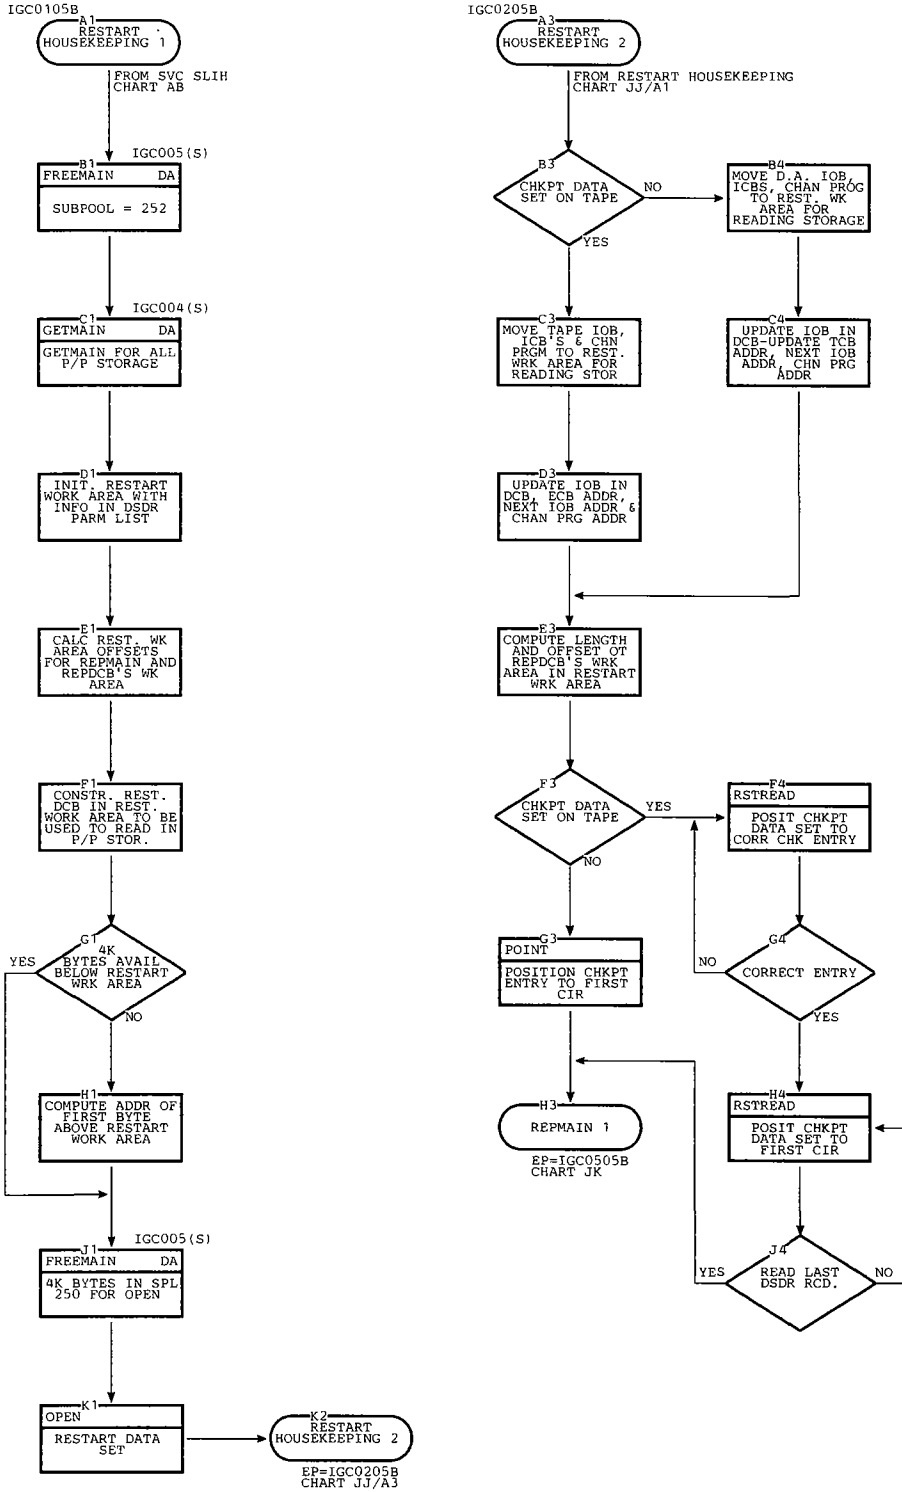 IGC0105B
A1
RESTART
HOUSEKEEPING 1
FROM SVC SLIH
CHART AB
IGC005(S)
B1
FREEMAIN DA
SUBPOOL = 252
IGC004(S)
C1
GETMAIN DA
GETMAIN FOR ALL
P/P STORAGE
D1
INIT. RESTART
WORK AREA WITH
INFO IN DSDR
PARM LIST
E1
CALC REST. WK
AREA OFFSETS
FOR REPMAIN AND
REPDCB'S WK
AREA
F1
CONSTR. REST.
DCB IN REST.
WORK AREA TO BE
USED TO READ IN
P/P STOR.
G1
4K
BYTES AVAIL
BELOW RESTART
WRK AREA
YES
NO
H1
COMPUTE ADDR OF
FIRST BYTE
ABOVE RESTART
WORK AREA
IGC005(S)
J1
FREEMAIN DA
4K BYTES IN SPL
250 FOR OPEN
K1
OPEN
RESTART DATA
SET
K2
RESTART
HOUSEKEEPING 2
EP=IGC0205B
CHART JJ/A3
IGC0205B
A3
RESTART
HOUSEKEEPING 2
FROM RESTART HOUSEKEEPING
CHART JJ/A1
B3
CHKPT DATA
SET ON TAPE
NO
YES
B4
MOVE D.A. IOB,
ICBS, CHAN PROG
TO REST. WK
AREA FOR
READING STORAGE
C3
MOVE TAPE IOB,
ICB'S & CHN
PRGM TO REST.
WRK AREA FOR
READING STOR
C4
UPDATE IOB IN
DCB-UPDATE TCB
ADDR, NEXT IOB
ADDR, CHN PRG
ADDR
D3
UPDATE IOB IN
DCB, ECB ADDR,
NEXT IOB ADDR &
CHAN PRG ADDR
E3
COMPUTE LENGTH
AND OFFSET OT
REPDCB'S WRK
AREA IN RESTART
WRK AREA
F3
CHKPT DATA
SET ON TAPE
YES
NO
F4
RSTREAD
POSIT CHKPT
DATA SET TO
CORR CHK ENTRY
G3
POINT
POSITION CHKPT
ENTRY TO FIRST
CIR
G4
CORRECT ENTRY
NO
YES
H3
REPMAIN 1
EP=IGC0505B
CHART JK
H4
RSTREAD
POSIT CHKPT
DATA SET TO
FIRST CIR
J4
READ LAST
DSDR RCD.
YES
NO